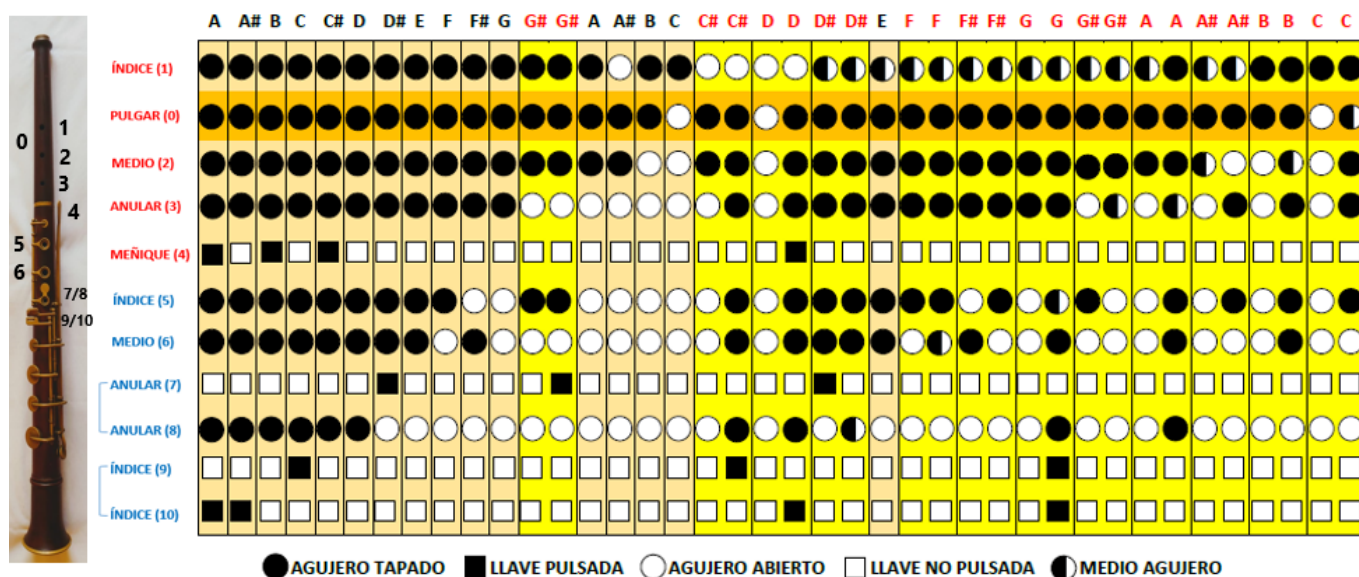 A A# B C C# D D# E F F# G G# G# A A# B C C# C# D D D# D# E F F F# F# G G G# G# A A A# A# B B C C
ÍNDICE (1)
PULGAR (0)
MEDIO (2)
ANULAR (3)
MEÑIQUE (4)
ÍNDICE (5)
MEDIO (6)
ANULAR (7)
ANULAR (8)
ÍNDICE (9)
ÍNDICE (10)
0
1
2
3
4
5
6
7/8
9/10
AGUJERO TAPADO LLAVE PULSADA AGUJERO ABIERTO LLAVE NO PULSADA MEDIO AGUJERO